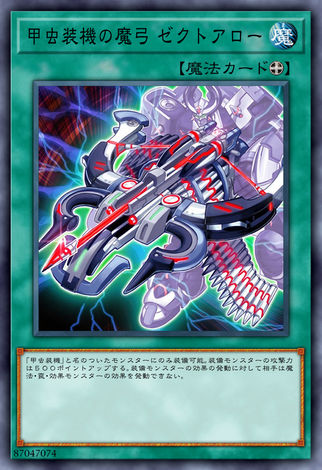 甲虫装機の魔弓 ゼクトアロー 魔
【魔法カード】
「甲虫装機」と名のついたモンスターにのみ装備可能。装備モンスターの攻撃力
は５００ポイントアップする。装備モンスターの効果の発動に対して相手は魔
法・罠・効果モンスターの効果を発動できない。
87047074